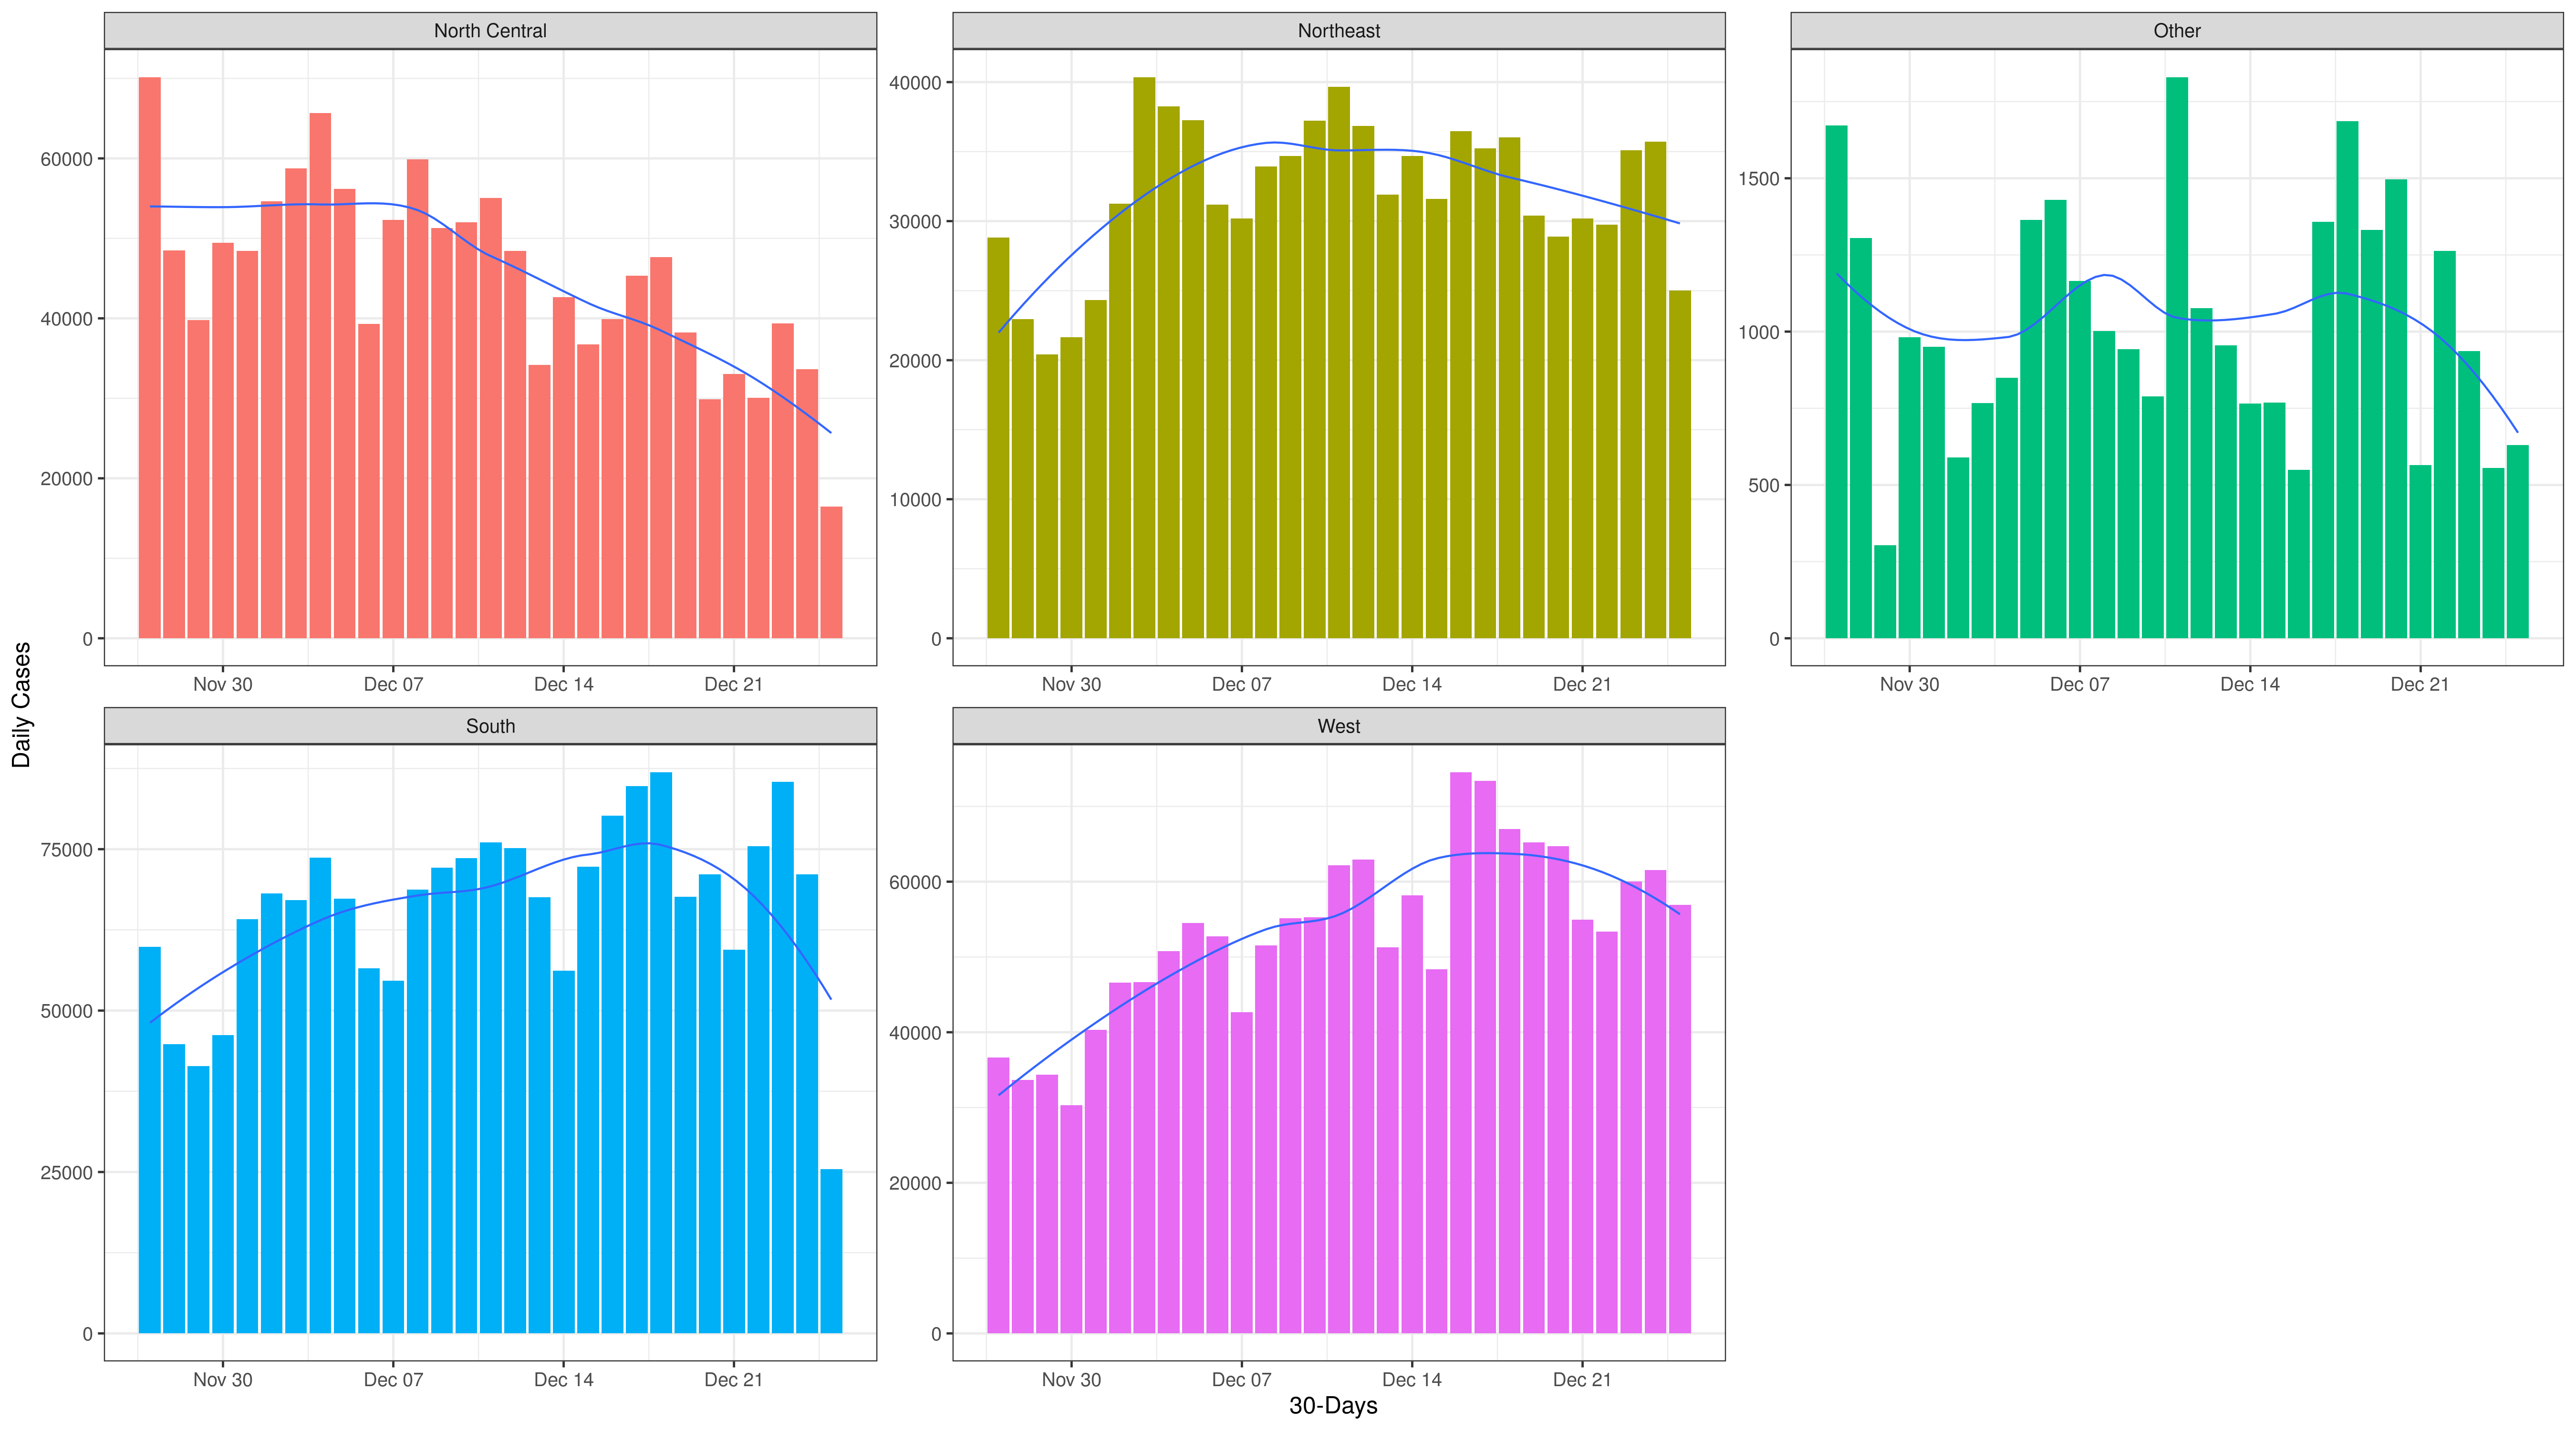 North Central
Northeast
Other
60000
40000
20000
0
40000
30000
20000
10000
0
1500
1000
500
0
Nov 30
Dec 07
Dec 14
Dec 21
Nov 30
Dec 07
Dec 14
Dec 21
Nov 30
Dec 07
Dec 14
Dec 21
Daily Cases
South
West
75000
50000
25000
0
60000
40000
20000
0
Nov 30
Dec 07
Dec 14
Dec 21
Nov 30
Dec 07
Dec 14
Dec 21
30-Days